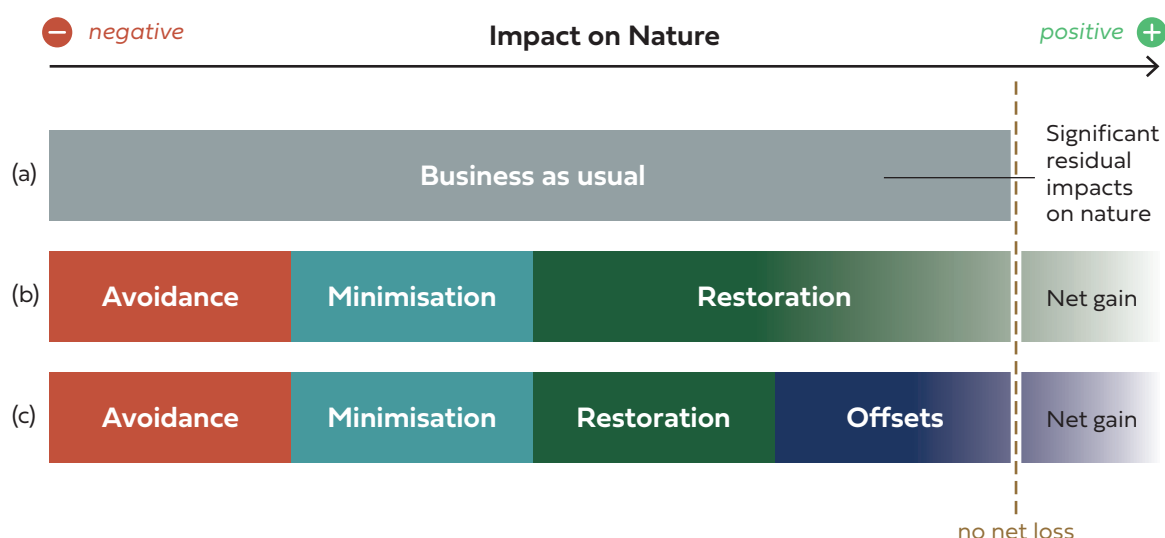 − negative Impact on Nature positive +
(a) Business as usual Significant
residual
impacts
on nature
(b) Avoidance Minimisation Restoration Net gain
(c) Avoidance Minimisation Restoration Offsets Net gain
no net loss